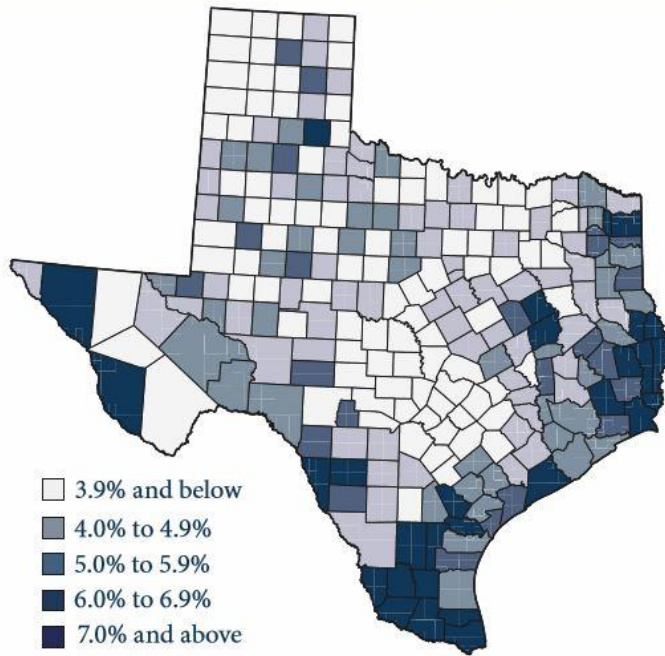 3.9% and below
4.0% to 4.9%
5.0% to 5.9%
6.0% to 6.9%
7.0% and above